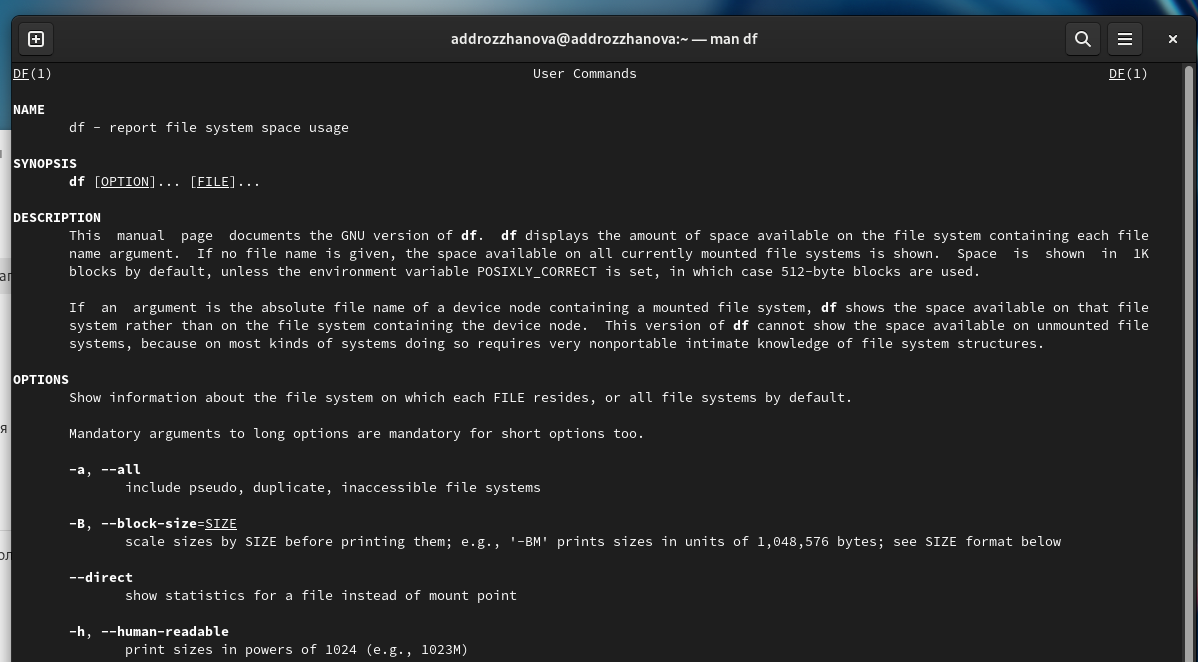 addrozzhanova@addrozzhanova:~ — man df
DF(1) User Commands DF(1)
NAME
df - report file system space usage
SYNOPSIS
df [OPTION]... [FILE]...
DESCRIPTION
This manual page documents the GNU version of df. df displays the amount of space available on the file system containing each file
name argument. If no file name is given, the space available on all currently mounted file systems is shown. Space is shown in 1K
blocks by default, unless the environment variable POSIXLY_CORRECT is set, in which case 512-byte blocks are used.
If an argument is the absolute file name of a device node containing a mounted file system, df shows the space available on that file
system rather than on the file system containing the device node. This version of df cannot show the space available on unmounted file
systems, because on most kinds of systems doing so requires very nonportable intimate knowledge of file system structures.
OPTIONS
Show information about the file system on which each FILE resides, or all file systems by default.
Mandatory arguments to long options are mandatory for short options too.
-a, --all
include pseudo, duplicate, inaccessible file systems
-B, --block-size=SIZE
scale sizes by SIZE before printing them; e.g., '-BM' prints sizes in units of 1,048,576 bytes; see SIZE format below
--direct
show statistics for a file instead of mount point
-h, --human-readable
print sizes in powers of 1024 (e.g., 1023M)